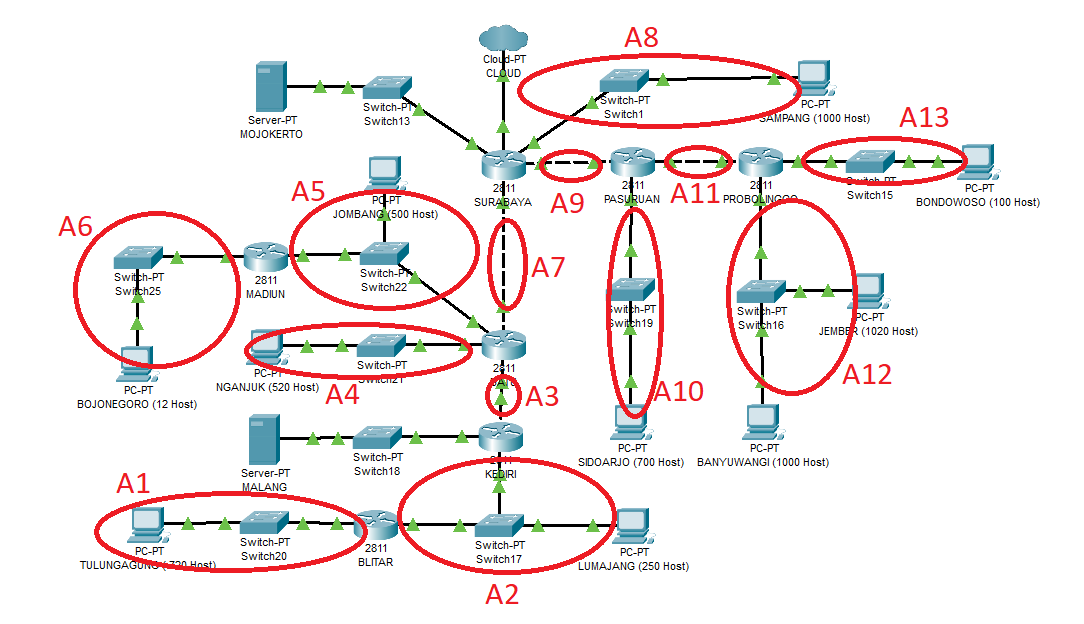 A8
Cloud-PT
CLOUD
Switch-PT
Switch13
Server-PT
MOJOKERTO
Switch-PT
Switch1
PC-PT
SAMPANG (1000 Host)
A13
2811
SURABAYA
A9
2811
PASURUAN
A11
2811
PROBOLINGGO
Switch-PT
Switch15
PC-PT
BONDOWOSO (100 Host)
A5
PC-PT
JOMBANG (500 Host)
A6
Switch-PT
Switch25
2811
MADIUN
Switch-PT
Switch22
A7
Switch-PT
Switch19
Switch-PT
Switch16
PC-PT
JEMBER (1020 Host)
A12
PC-PT
NGANJUK (520 Host)
Switch-PT
Switch21
A4
2811
A3
A10
PC-PT
BOJONEGORO (12 Host)
Server-PT
MALANG
Switch-PT
Switch18
2811
KEDIRI
PC-PT
SIDOARJO (700 Host)
PC-PT
BANYUWANGI (1000 Host)
A1
PC-PT
TULUNGAGUNG ( 720 Host)
Switch-PT
Switch20
2811
BLITAR
Switch-PT
Switch17
PC-PT
LUMAJANG (250 Host)
A2